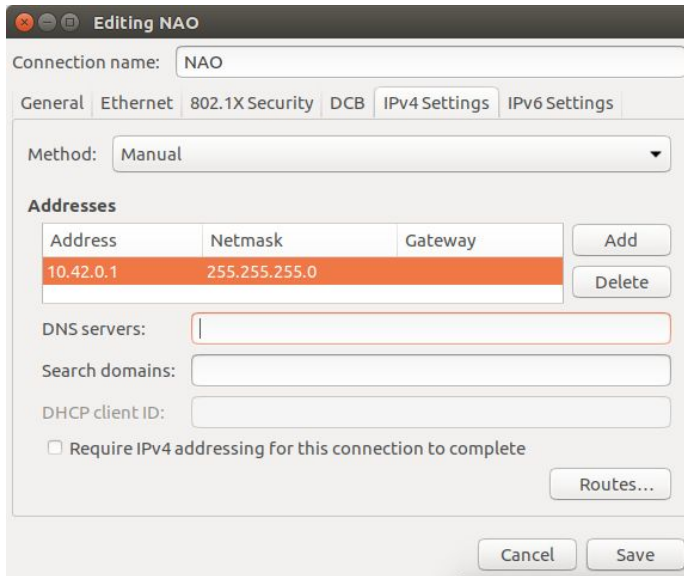 Editing NAO
Connection name: NAO
General Ethernet 802.1X Security DCB IPv4 Settings IPv6 Settings
Method: Manual
Addresses
Address Netmask Gateway Add
10.42.0.1 255.255.255.0
Delete
DNS servers:
Search domains:
DHCP client ID:
Require IPv4 addressing for this connection to complete
Routes...
Cancel Save